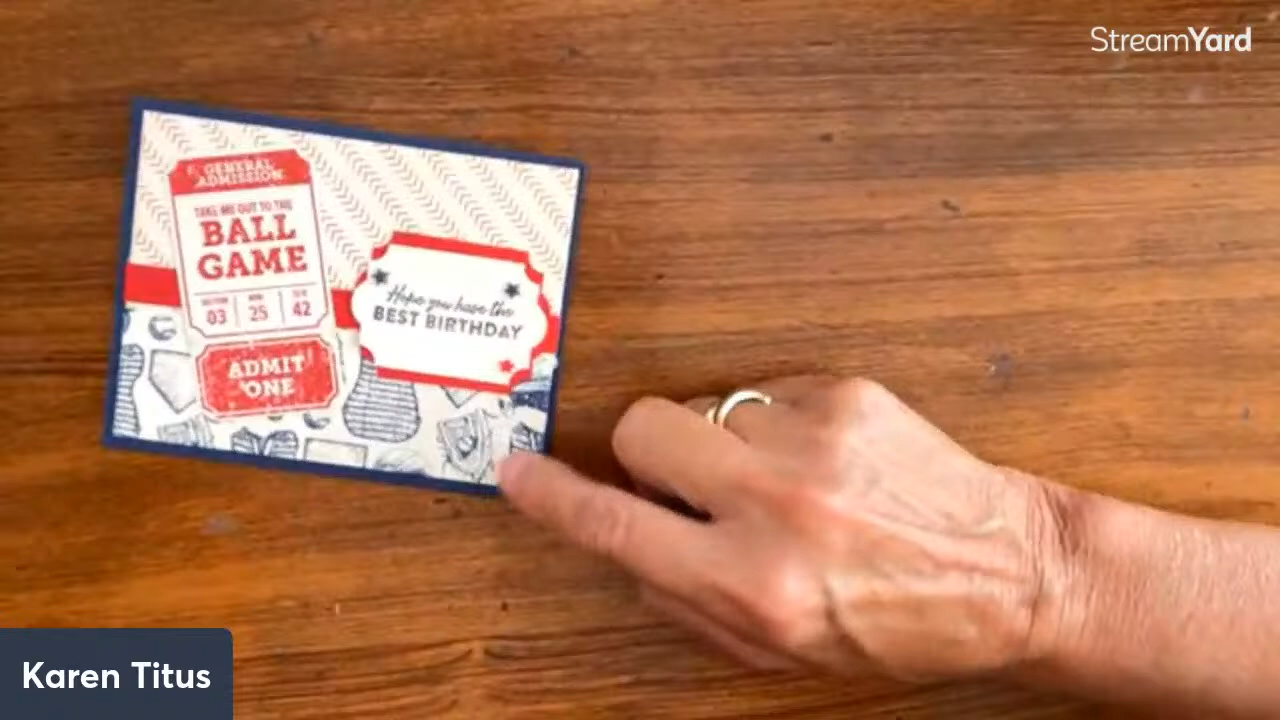 StreamYard
GENERAL
ADMISSION
TAKE ME OUT TO THE
BALL
GAME
03 25 42
ADMIT
ONE
Hope you have the
BEST BIRTHDAY
Karen Titus